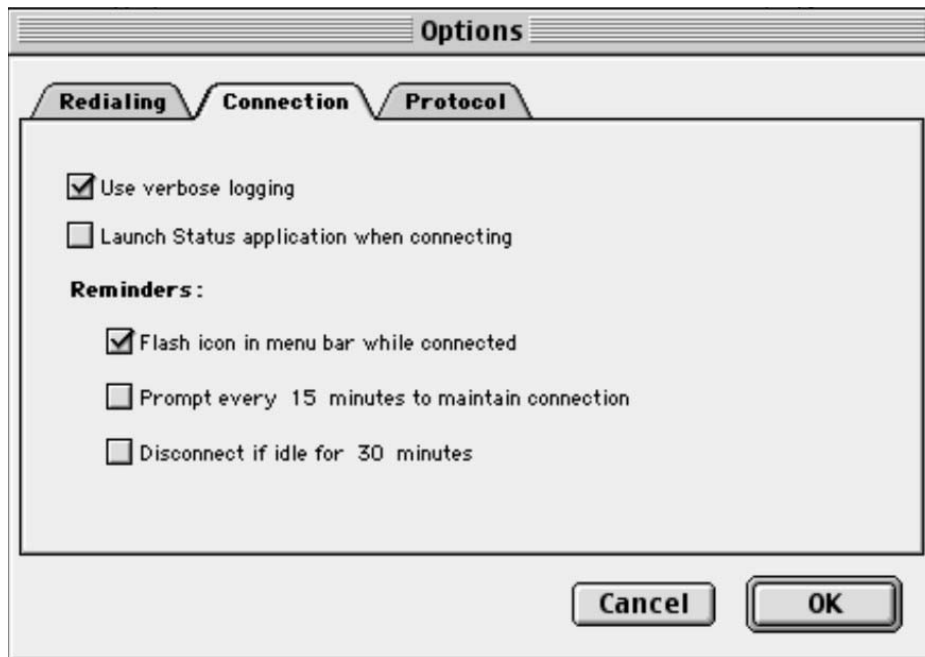 Options
Redialing Connection Protocol
Use verbose logging
Launch Status application when connecting
Reminders:
Flash icon in menu bar while connected
Prompt every 15 minutes to maintain connection
Disconnect if idle for 30 minutes
Cancel OK